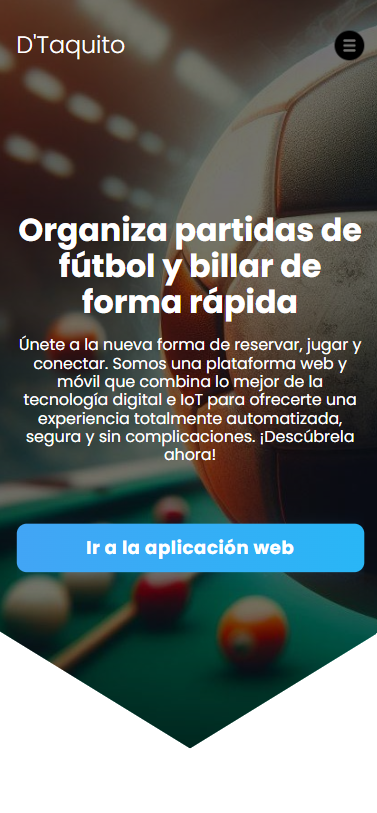 D'Taquito
Organiza partidas de
fútbol y billar de
forma rápida
Únete a la nueva forma de reservar, jugar y
conectar. Somos una plataforma web y
móvil que combina lo mejor de la
tecnología digital e IoT para ofrecerte una
experiencia totalmente automatizada,
segura y sin complicaciones. ¡Descúbrela
ahora!
Ir a la aplicación web